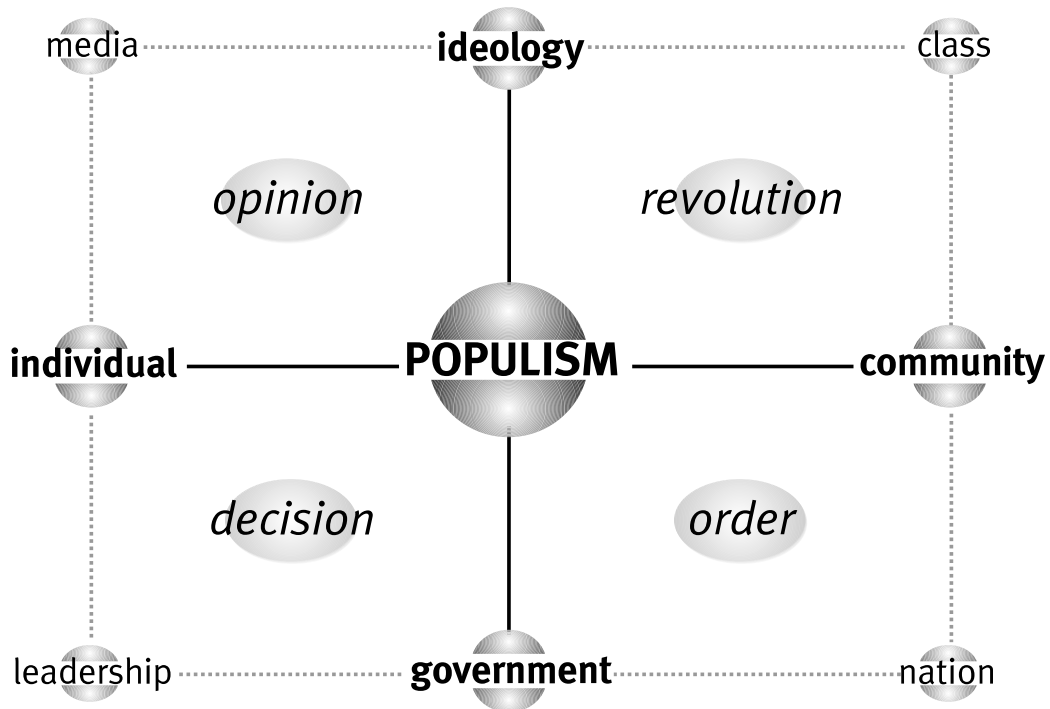 media
ideology
class
opinion
revolution
individual
POPULISM
community
decision
order
leadership
government
nation